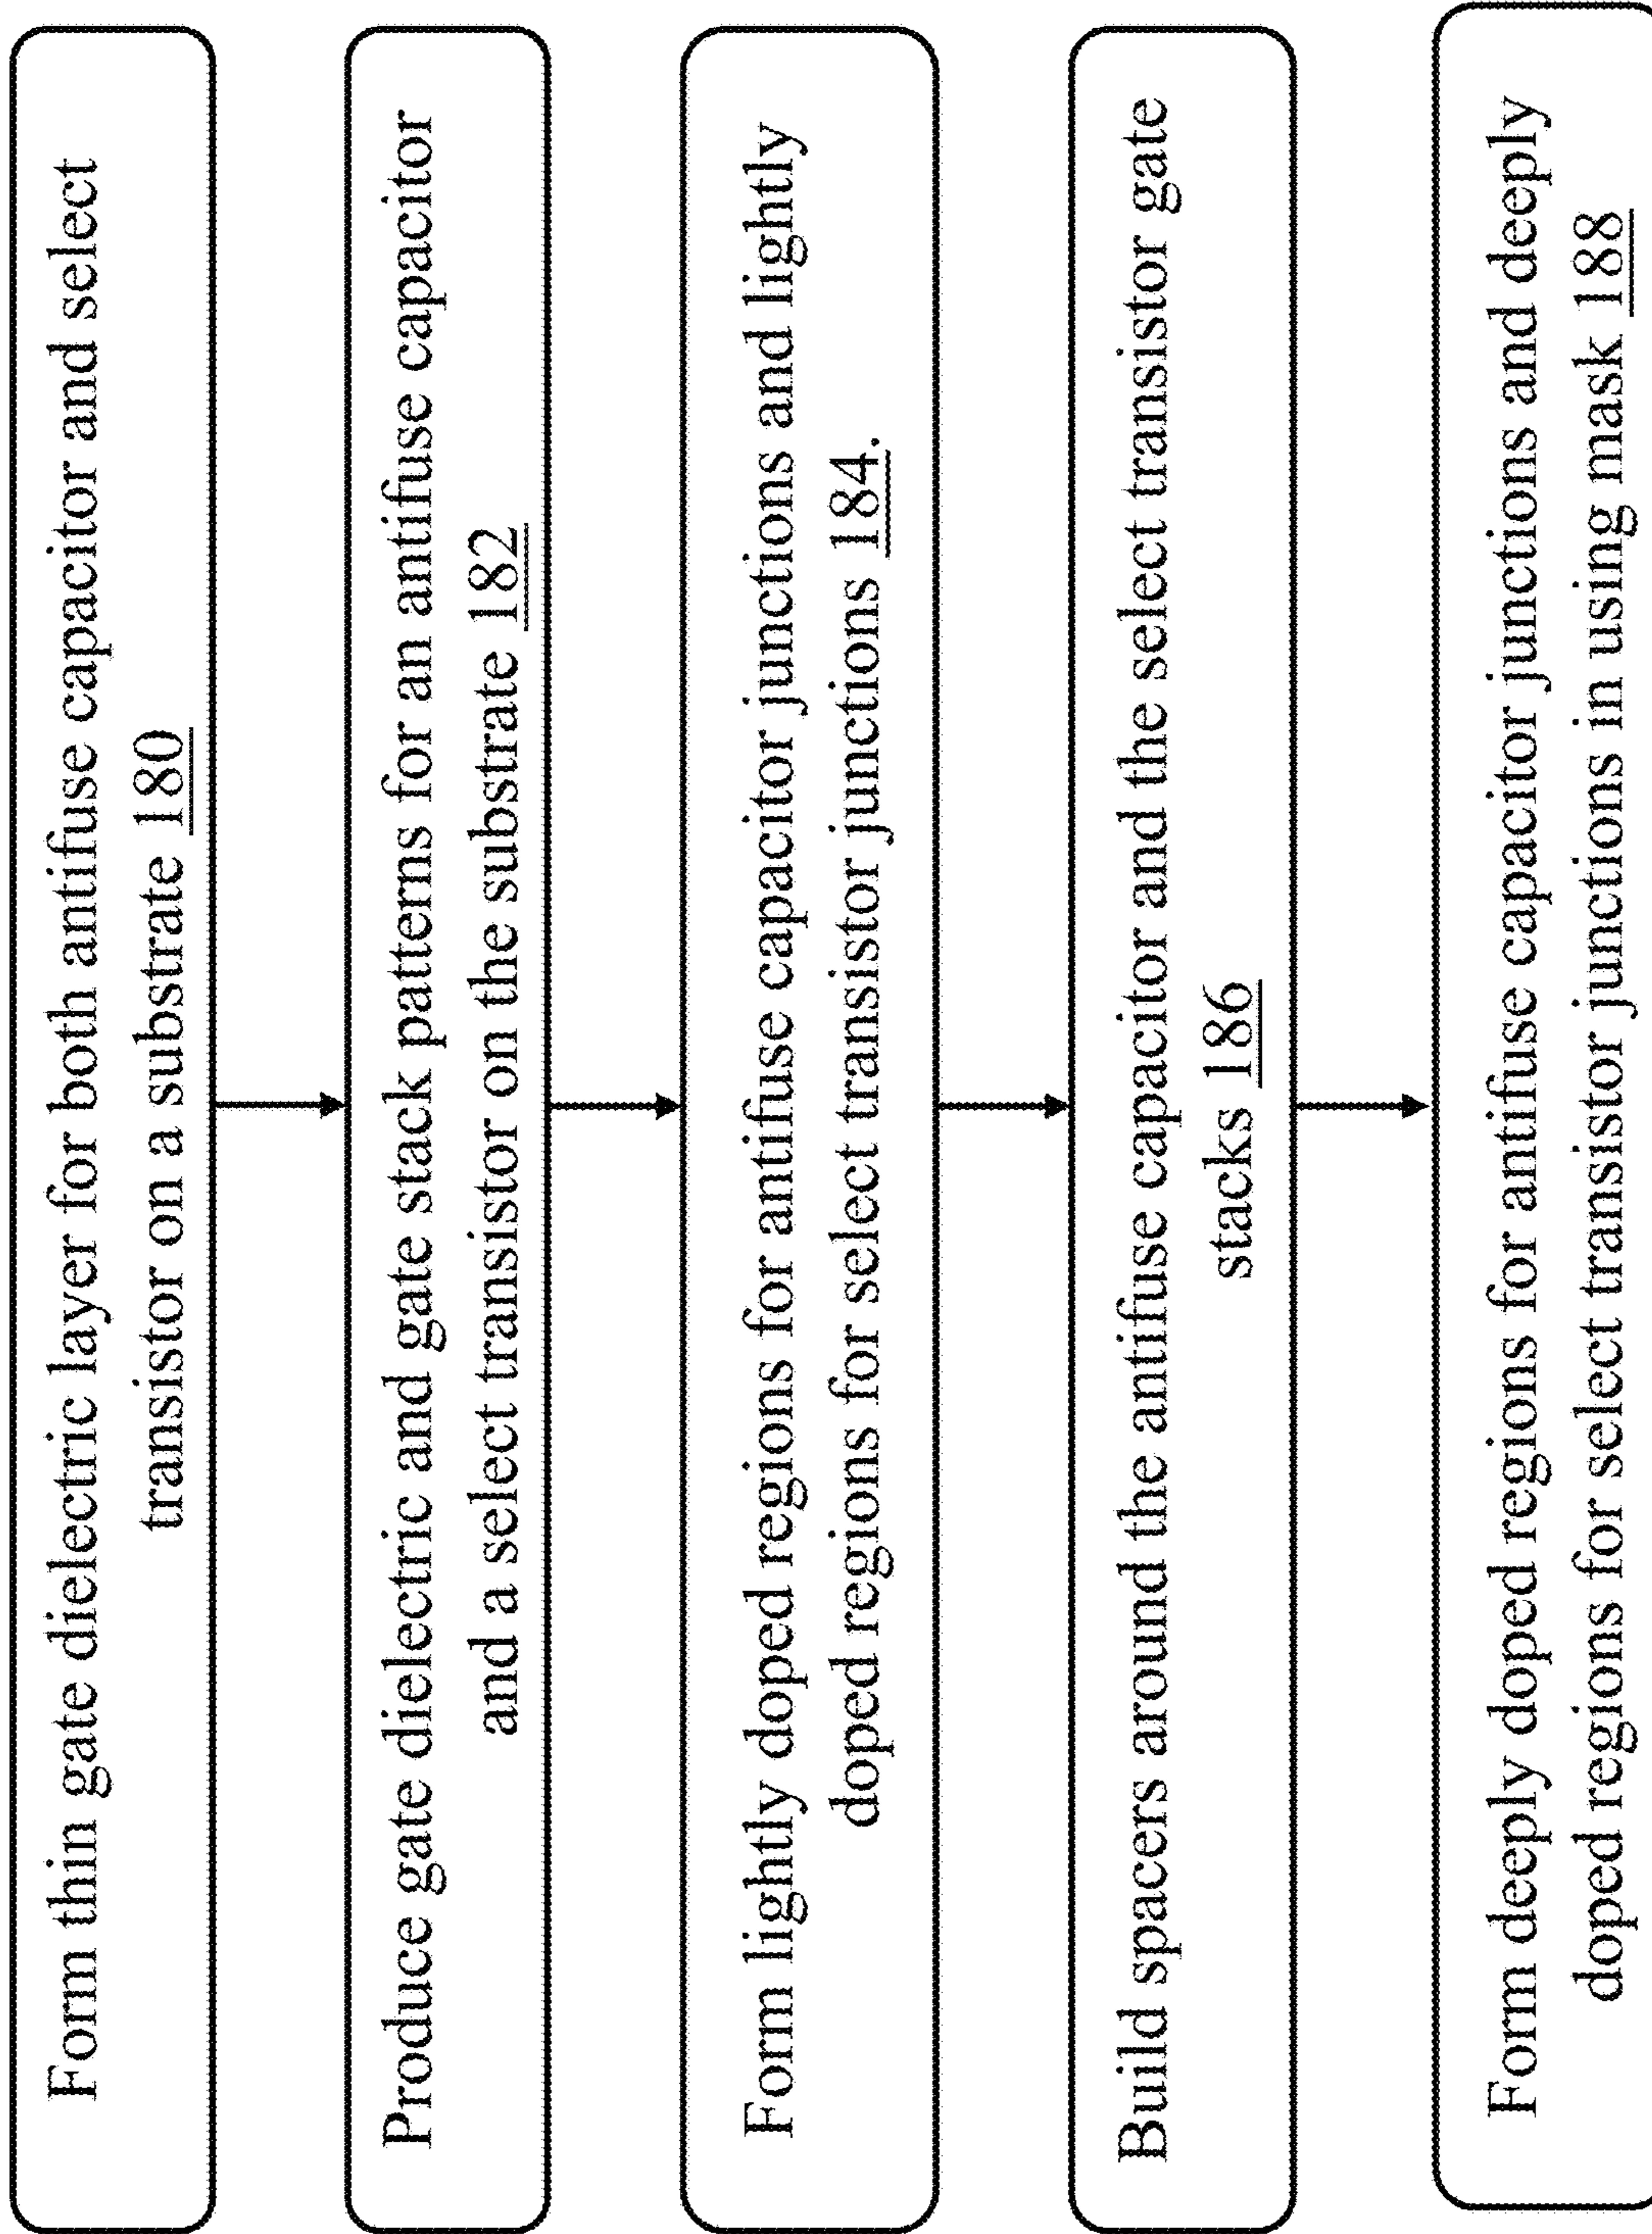 Form thin gate dielectric layer for both antifuse capacitor and select
transistor on a substrate 180
Produce gate dielectric and gate stack patterns for an antifuse capacitor
and a select transistor on the substrate 182
Form lightly doped regions for antifuse capacitor junctions and lightly
doped regions for select transistor junctions 184.
Build spacers around the antifuse capacitor and the select transistor gate
stacks 186
Form deeply doped regions for antifuse capacitor junctions and deeply
doped regions for select transistor junctions in using mask 188